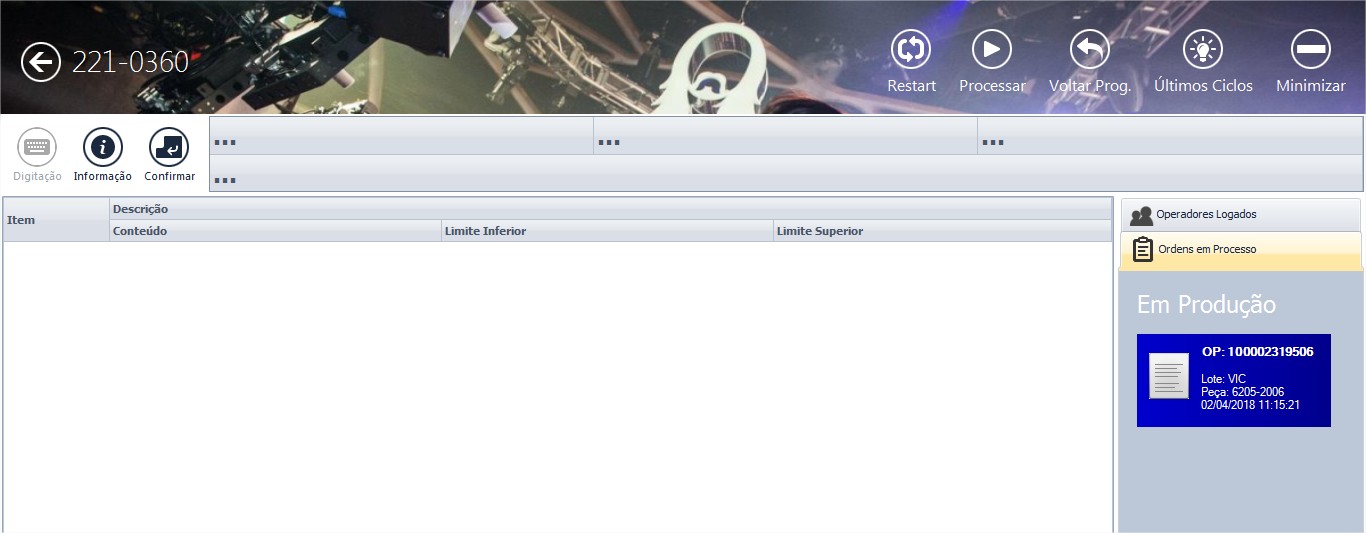 221-0360
Restart
Processar
Voltar Prog.
Últimos Ciclos
Minimizar
Digitação
Informação
Confirmar
...
...
...
...
Item
Descrição
Conteúdo
Limite Inferior
Limite Superior
Operadores Logados
Ordens em Processo
Em Produção
OP: 100002319506
Lote: VIC
Peça: 6205-2006
02/04/2018 11:15:21